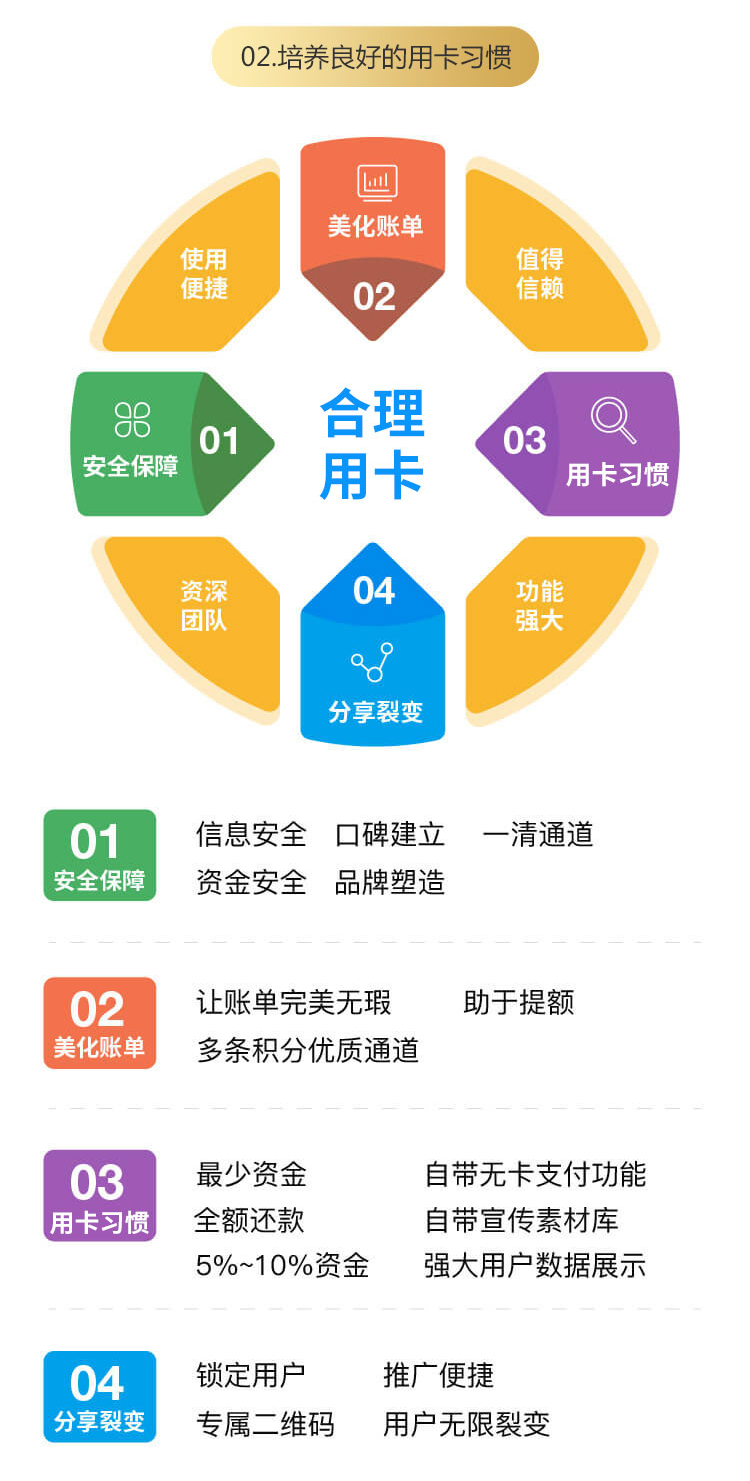 02.培养良好的用卡习惯
美化账单
02
使用
便捷
值得
信赖
安全保障
01
合理
用卡
03
用卡习惯
资深
团队
04
分享裂变
功能
强大
01
安全保障
信息安全 口碑建立 一清通道
资金安全 品牌塑造
02
美化账单
让账单完美无瑕 助于提额
多条积分优质通道
03
用卡习惯
最少资金 自带无卡支付功能
全额还款 自带宣传素材库
5%~10%资金 强大用户数据展示
04
分享裂变
锁定用户 推广便捷
专属二维码 用户无限裂变